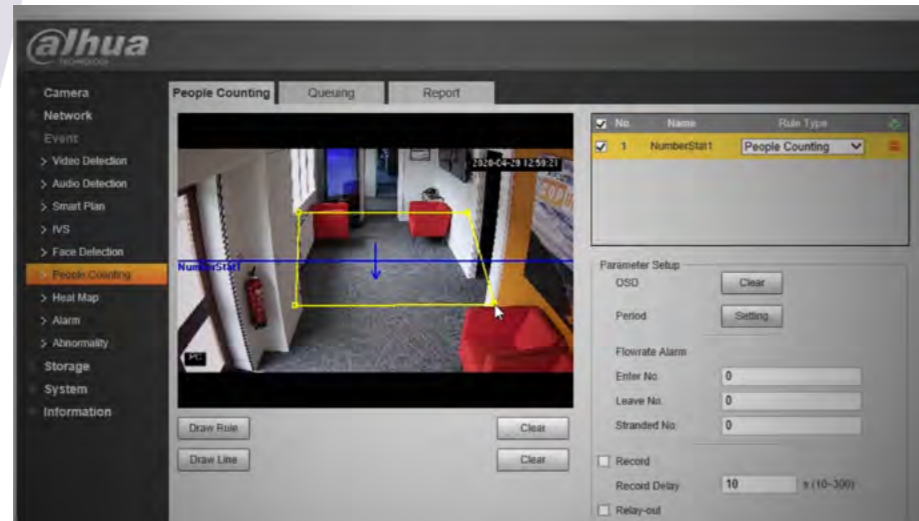 alhua
TECHNOLOGY
Camera
Network
Event
> Video Detection
> Audio Detection
> Smart Plan
> IVS
> Face Detection
> People Counting
> Heat Map
> Alarm
> Abnormality
Storage
System
Information
People Counting Queuing Report
2020-04-29 12:59:21
NumberStat1
PC
Draw Rule Clear
Draw Line Clear
No. Name Rule Type
1 NumberStat1 People Counting
Parameter Setup
OSD Clear
Period Setting
Flowrate Alarm
Enter No. 0
Leave No. 0
Stranded No. 0
Record
Record Delay 10 s (10~300)
Relay-out